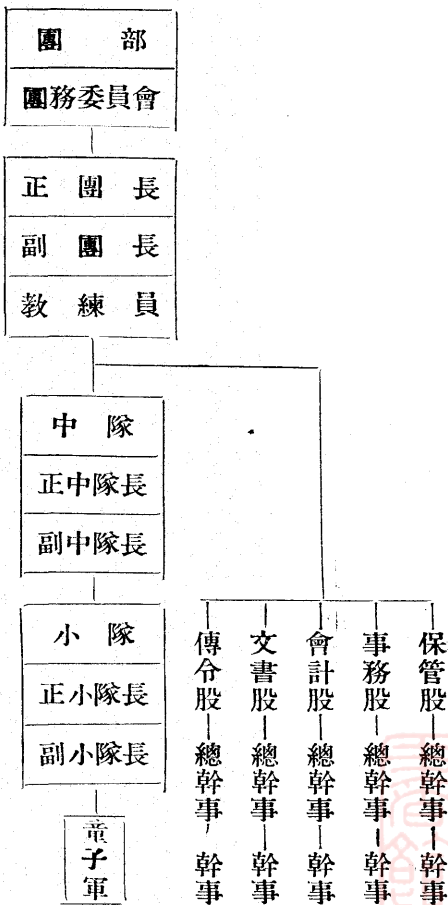 團部
團務委員會
正團長
副團長
教練員
中隊
正中隊長
副中隊長
小隊
正小隊長
副小隊長
童子軍
保管股 總幹事 幹事
事務股 總幹事 幹事
會計股 總幹事 幹事
文書股 總幹事 幹事
傳令股 總幹事 幹事